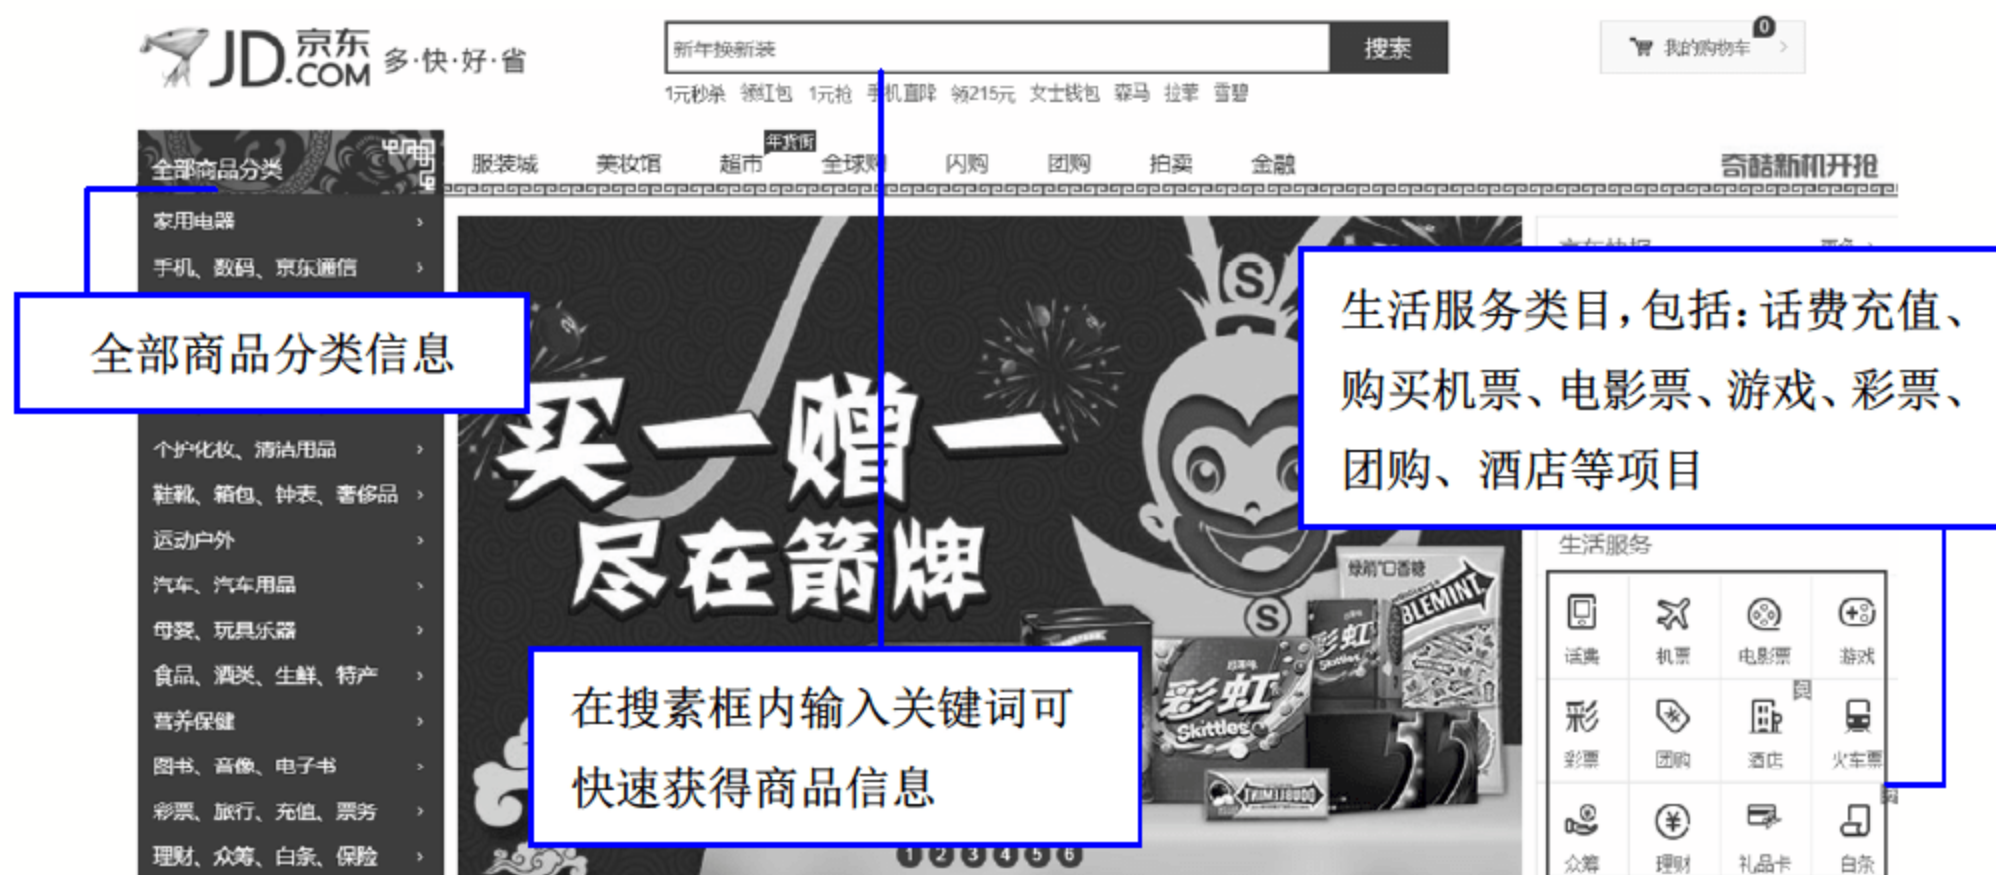 JD.COM 京东 多·快·好·省
新年换新装
搜索
我的购物车
0
1元秒杀 领红包 1元抢 手机直降 领215元 女士钱包 森马 拉菲 雪碧
全部商品分类
年货街
服装城 美妆馆 超市 全球购 闪购 团购 拍卖 金融
奇酷新机开抢
家用电器
手机、数码、京东通信
全部商品分类信息
个护化妆、清洁用品
鞋靴、箱包、钟表、奢侈品
运动户外
汽车、汽车用品
母婴、玩具乐器
食品、酒类、生鲜、特产
营养保健
图书、音像、电子书
彩票、旅行、充值、票务
理财、众筹、白条、保险
S
买一赠一
尽在箭牌
S
绿箭口香糖
BLEMINT
彩虹
Skittles
彩虹
Skittles
55
DOUBLEMINT
在搜素框内输入关键词可
快速获得商品信息
1 2 3 4 5 6
生活服务类目，包括：话费充值、
购买机票、电影票、游戏、彩票、
团购、酒店等项目
生活服务
话费 机票 电影票 游戏
彩
彩票 团购 酒店 火车票
众筹 理财 礼品卡 白条